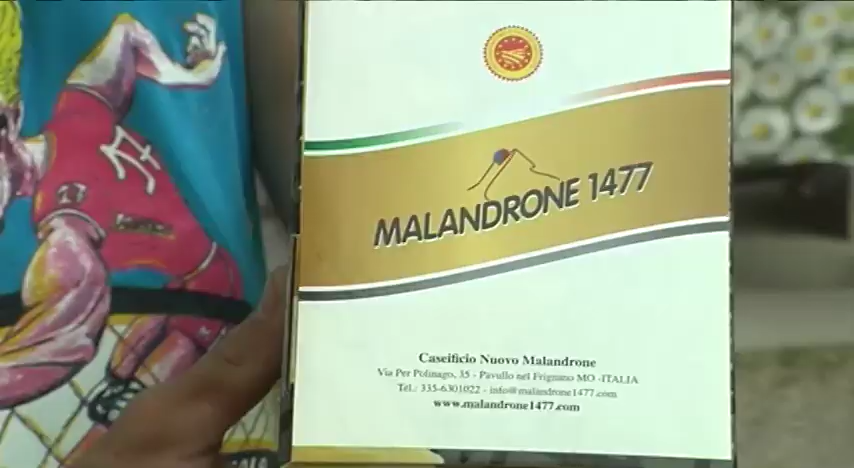 MALANDRONE 1477
Caseificio Nuovo Malandrone
Via Per Polinago, 35 - Pavullo nel Frignano MO -ITALIA
Tel.: 335-6301022 - info@malandrone1477.com
www.malandrone1477.com
17